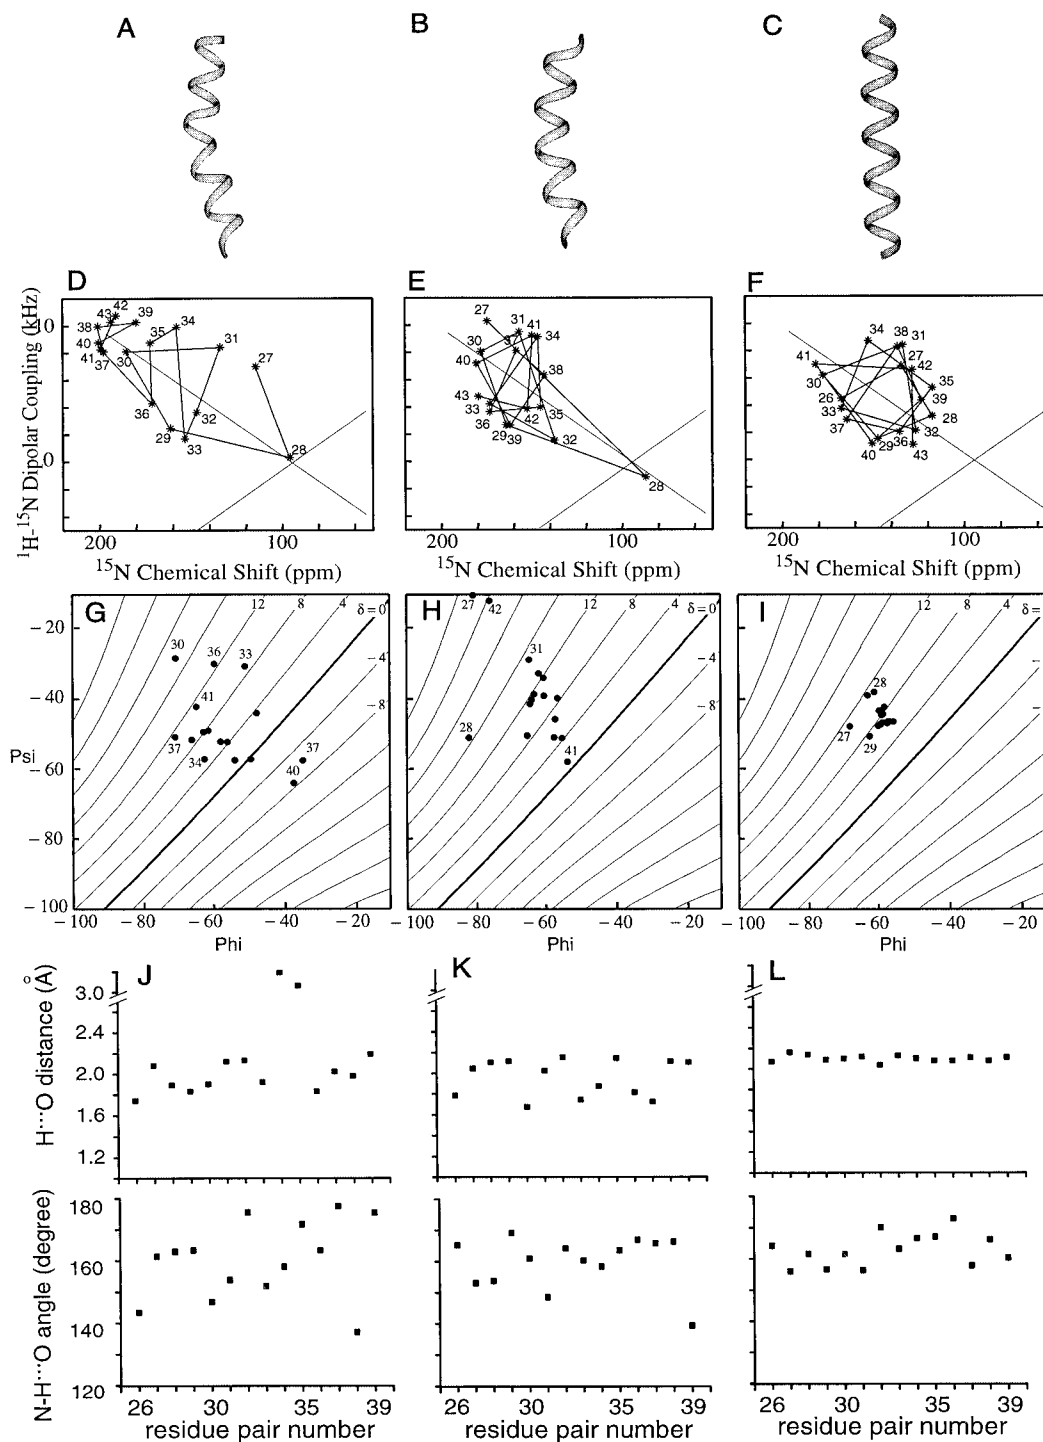 A
B
C
D
E
F
¹H-¹⁵N Dipolar Coupling (kHz)
10
0
42
43
39
38
34
35
31
40
41
37
30
27
36
29
32
33
28
27
31
41
37
34
30
40
38
43
33
42
35
36
29
39
32
28
34
38
31
41
27
42
30
35
26
39
33
28
37
36
32
40
29
43
200 100
200 100
200 100
¹⁵N Chemical Shift (ppm)
¹⁵N Chemical Shift (ppm)
¹⁵N Chemical Shift (ppm)
G
12 8 4 δ=0
− 4
− 8
30
36
33
41
37
34
37
40
H
12 8 4 δ=0
− 4
− 8
27
42
31
28
41
I
12 8 4 δ=
28
27
29
Psi
− 20
− 40
− 60
− 80
− 100
− 100 − 80 − 60 − 40 − 20
− 100 − 80 − 60 − 40 − 20
− 100 − 80 − 60 − 40 − 20
Phi
Phi
Phi
J
K
L
H···O distance (Å)
3.0
2.4
2.0
1.6
1.2
N-H···O angle (degree)
180
160
140
120
26 30 35 39
26 30 35 39
26 30 35 39
residue pair number
residue pair number
residue pair number